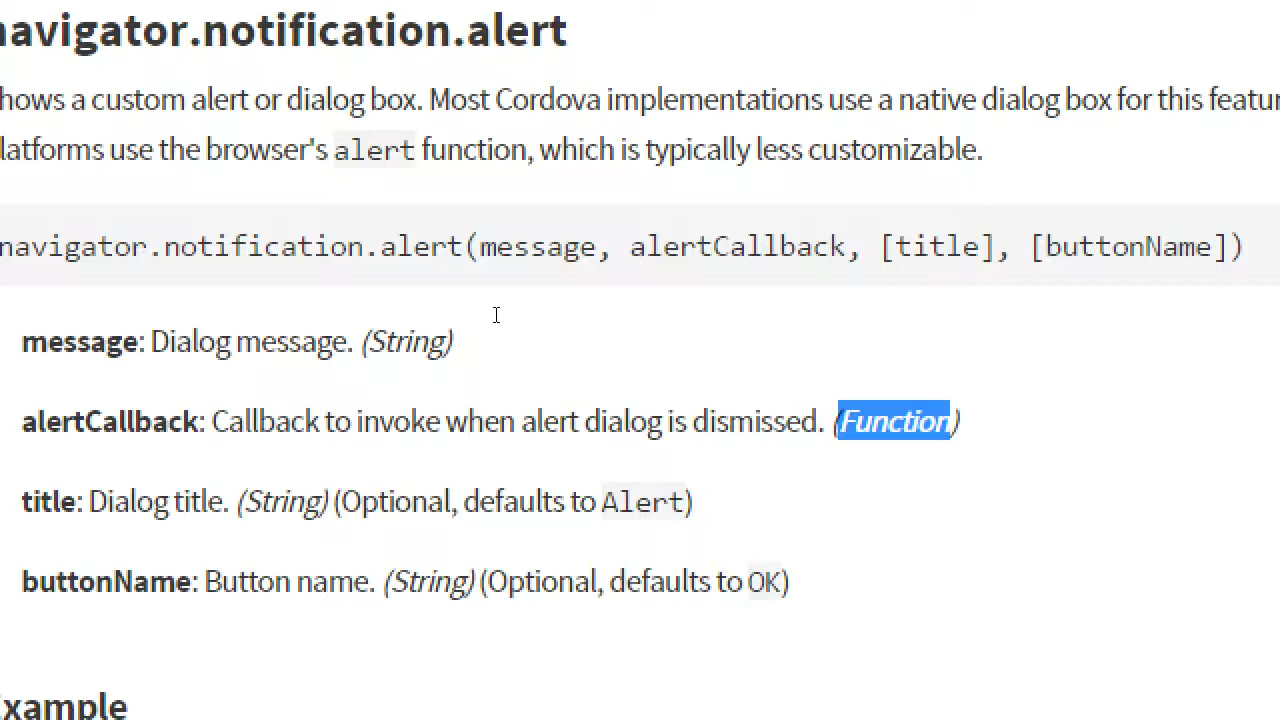 navigator.notification.alert
hows a custom alert or dialog box. Most Cordova implementations use a native dialog box for this featur
latforms use the browser's alert function, which is typically less customizable.
navigator.notification.alert(message, alertCallback, [title], [buttonName])
message: Dialog message. (String)
alertCallback: Callback to invoke when alert dialog is dismissed. (Function)
title: Dialog title. (String) (Optional, defaults to Alert)
buttonName: Button name. (String) (Optional, defaults to OK)
Example